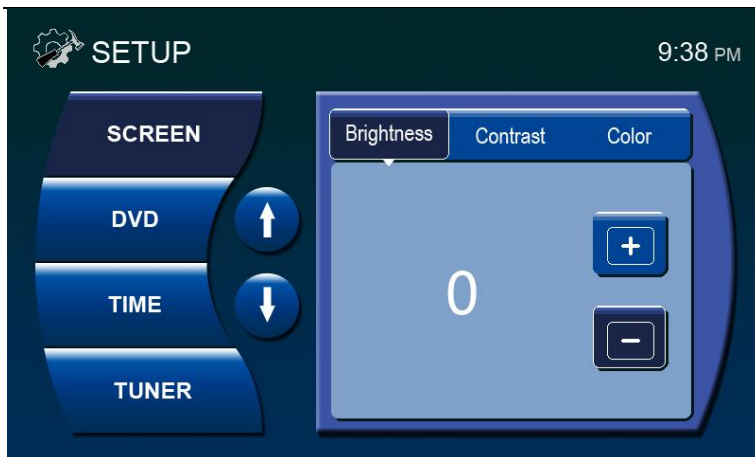 SETUP
9:38 PM
SCREEN
DVD
TIME
TUNER
Brightness Contrast Color
0
+
−